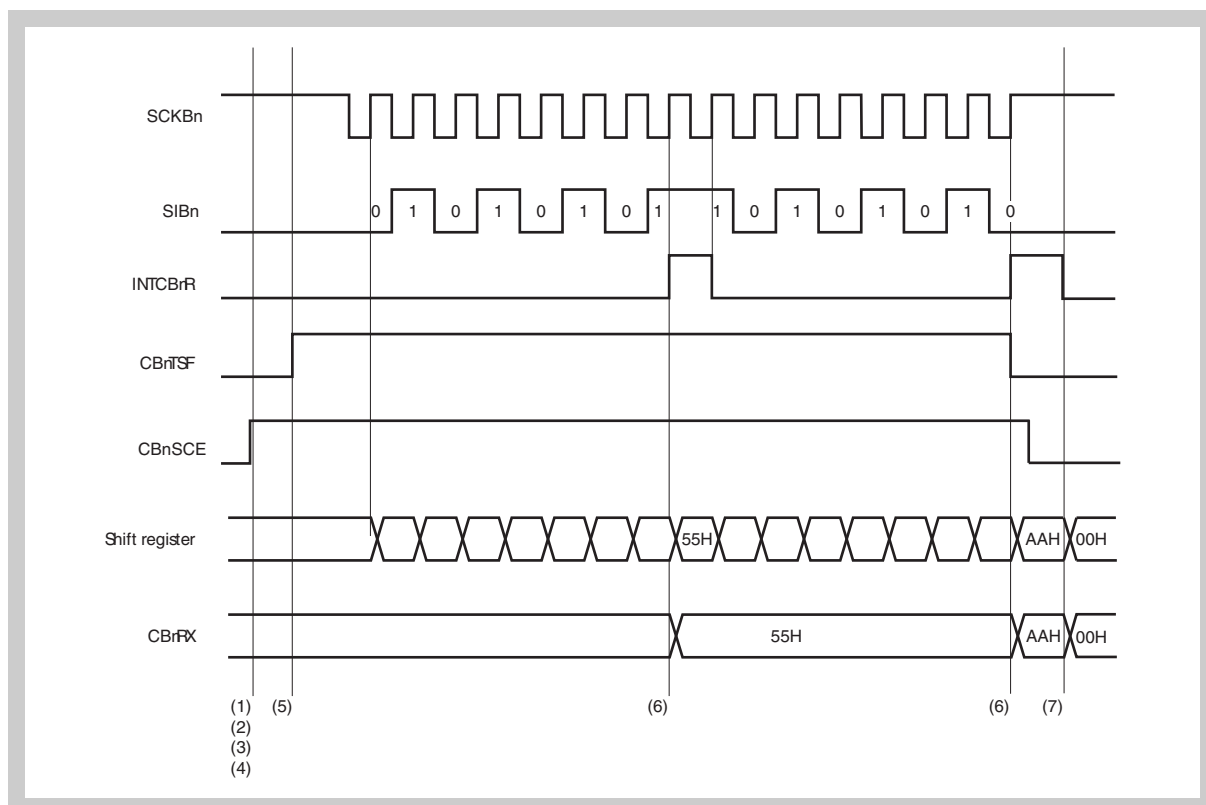 SCKBn
SIBn 0 1 0 1 0 1 0 1 1 0 1 0 1 0 1 0
INTCBnR
CBnTSF
CBnSCE
Shift register 55H AAH 00H
CBnRX 55H AAH 00H
(1) (5) (6) (6) (7)
(2)
(3)
(4)